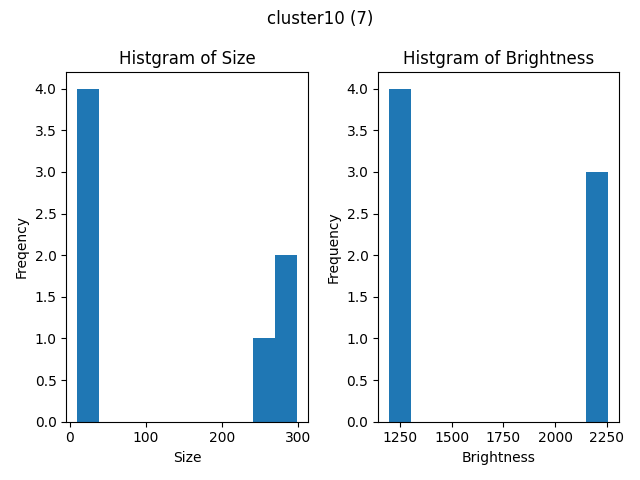 cluster10 (7)
Histgram of Size
Histgram of Brightness
4.0
3.5
3.0
2.5
2.0
1.5
1.0
0.5
0.0
Freqency
0 100 200 300
Size
4.0
3.5
3.0
2.5
2.0
1.5
1.0
0.5
0.0
Frequency
1250 1500 1750 2000 2250
Brightness